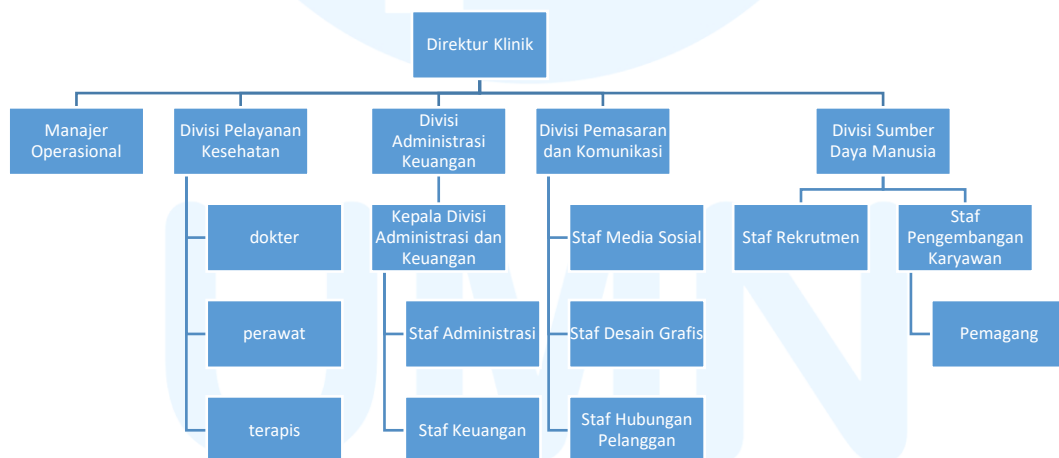 Direktur Klinik
Manajer
Operasional
Divisi Pelayanan
Kesehatan
Divisi
Administrasi
Keuangan
Divisi Pemasaran
dan Komunikasi
Divisi Sumber
Daya Manusia
dokter
perawat
terapis
Kepala Divisi
Administrasi dan
Keuangan
Staf Administrasi
Staf Keuangan
Staf Media Sosial
Staf Desain Grafis
Staf Hubungan
Pelanggan
Staf Rekrutmen
Staf
Pengembangan
Karyawan
Pemagang
UMN